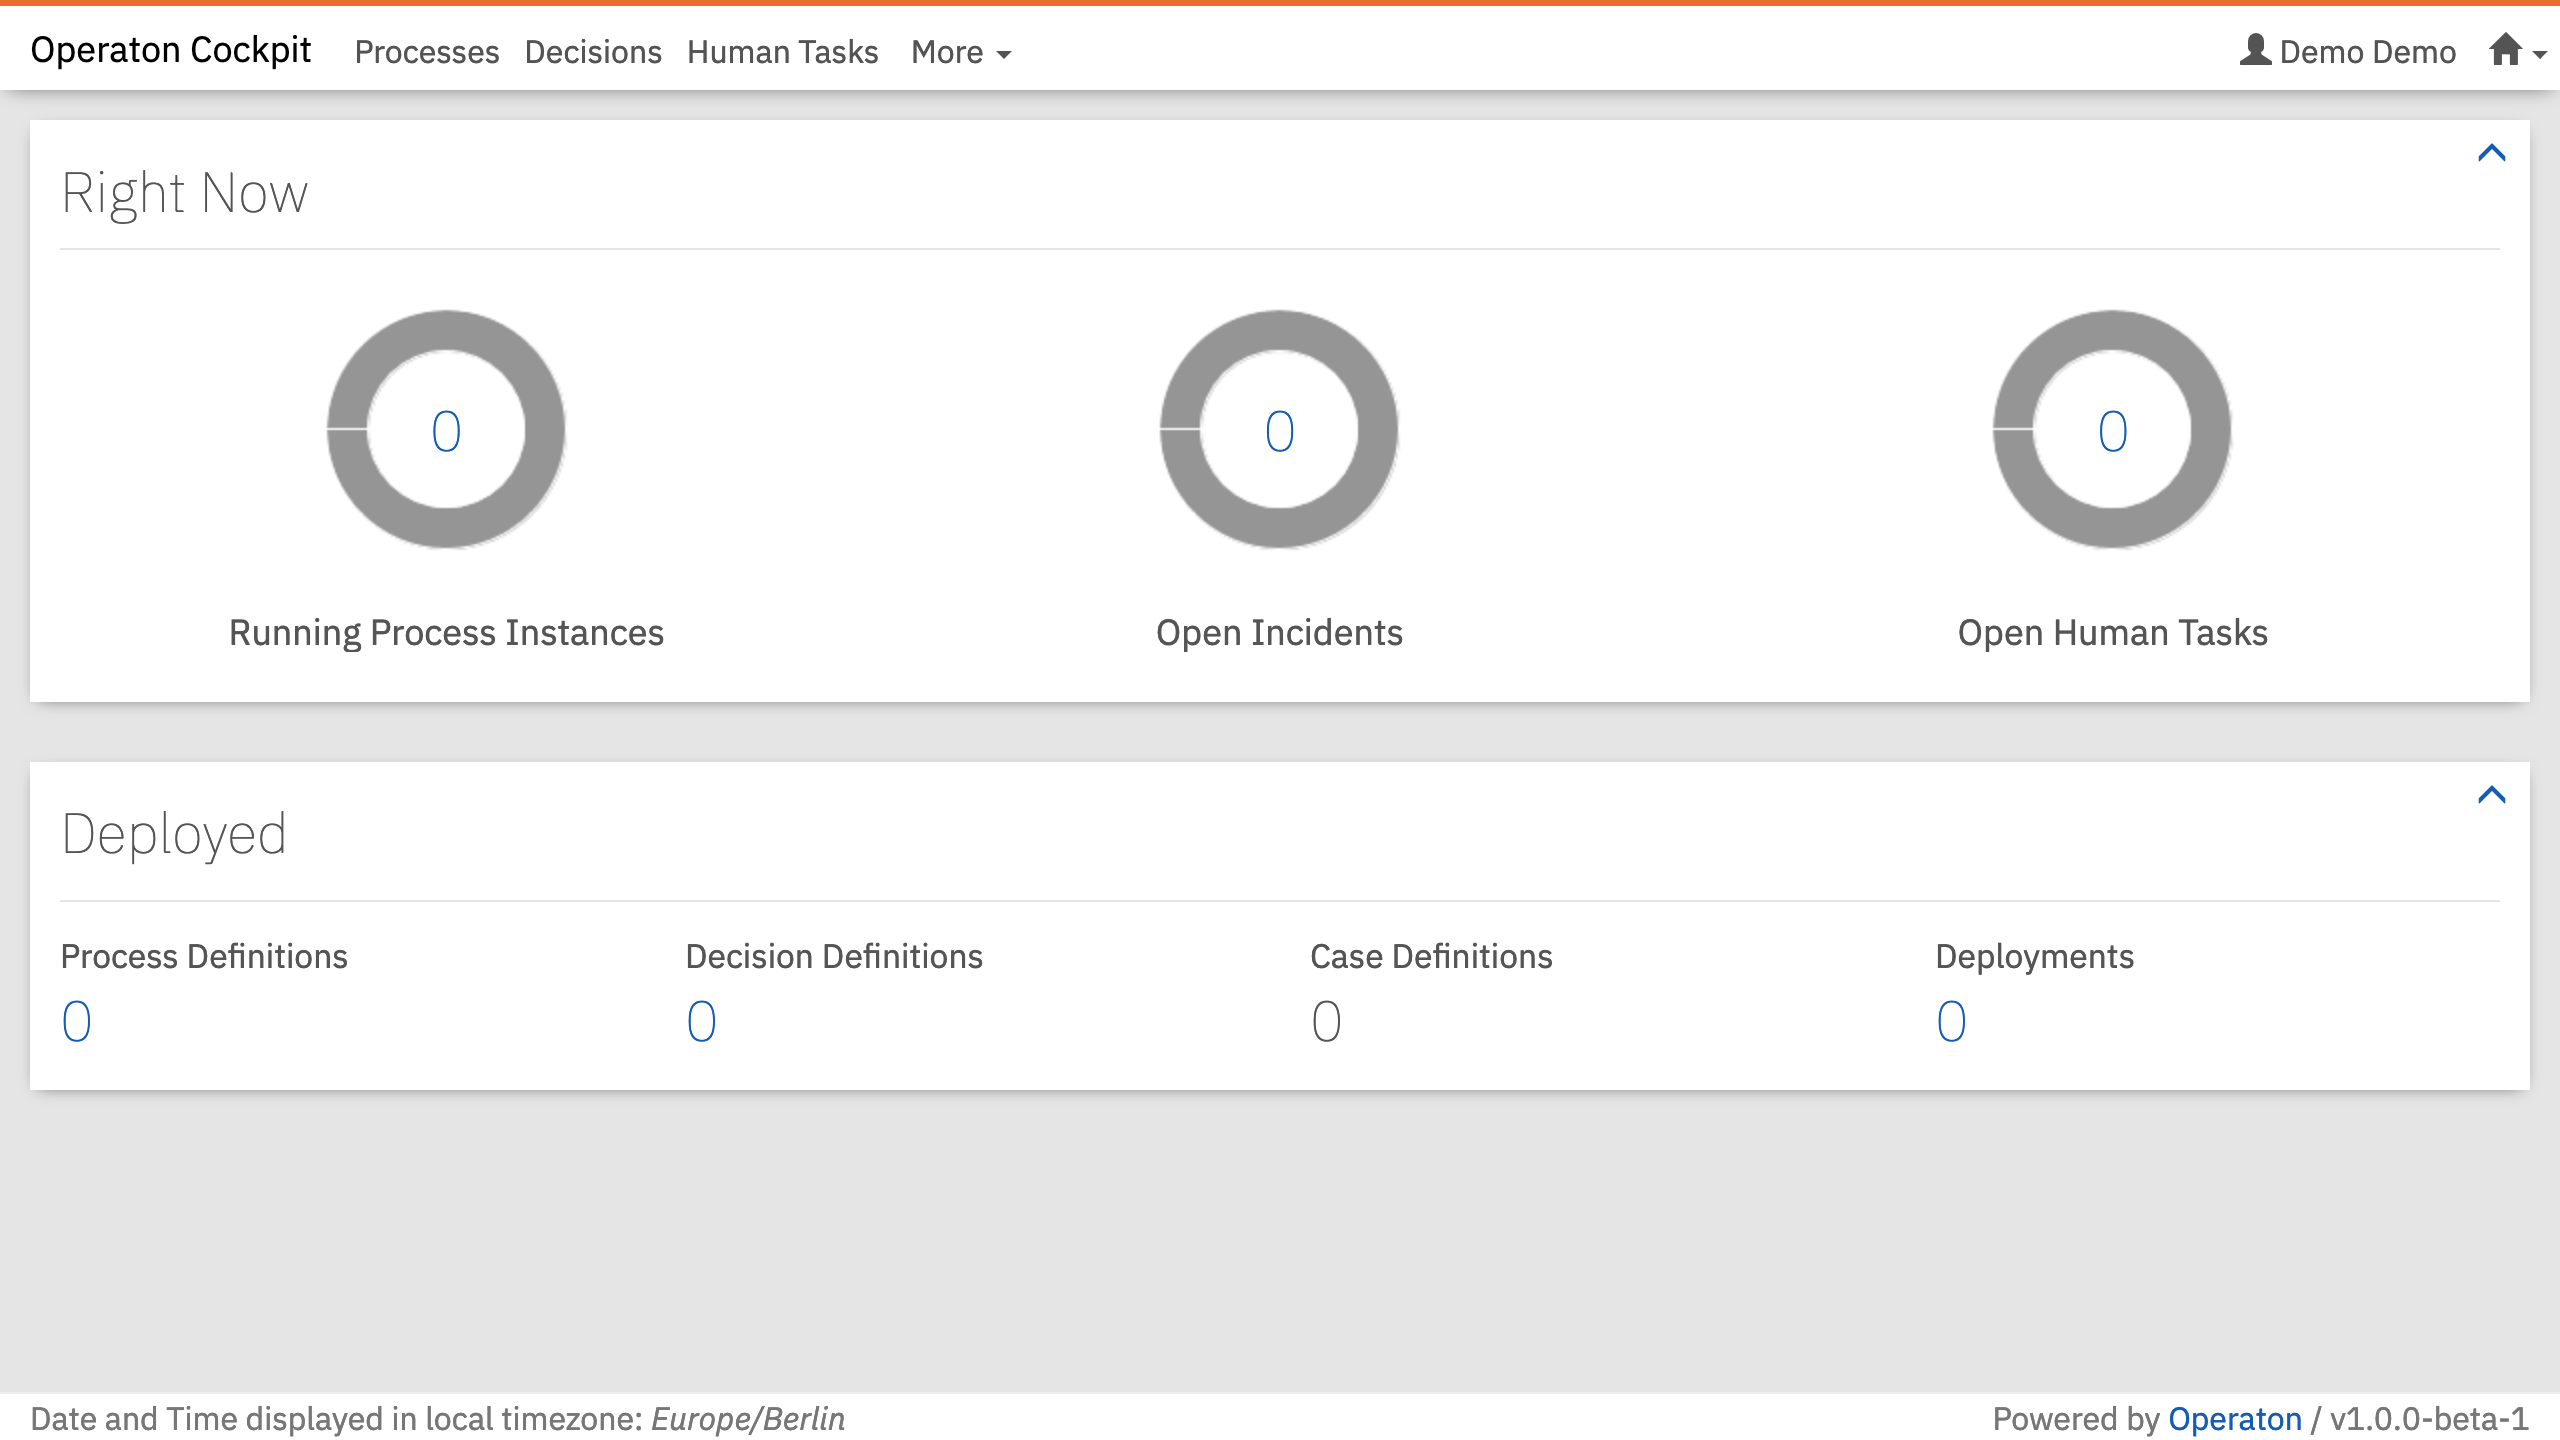 Operaton Cockpit Processes Decisions Human Tasks More Demo Demo
Right Now
0 0 0
Running Process Instances Open Incidents Open Human Tasks
Deployed
Process Definitions Decision Definitions Case Definitions Deployments
0 0 0 0
Date and Time displayed in local timezone: Europe/Berlin Powered by Operaton / v1.0.0-beta-1